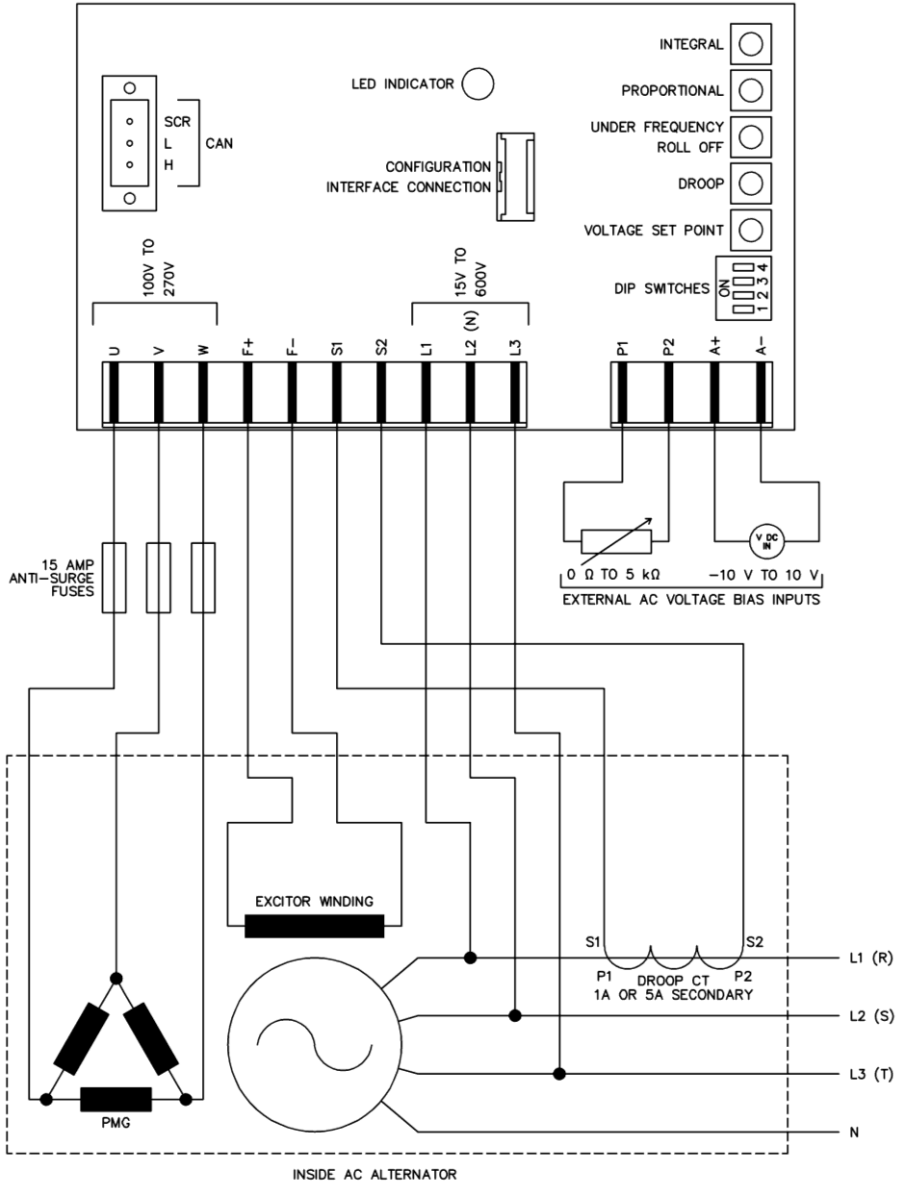 INTEGRAL
PROPORTIONAL
UNDER FREQUENCY
ROLL OFF
DROOP
VOLTAGE SET POINT
DIP SWITCHES
ON
1 2 3 4
LED INDICATOR
CONFIGURATION
INTERFACE CONNECTION
SCR
L
H
CAN
100V TO
270V
15V TO
600V
U
V
W
F+
F-
S1
S2
L1
L2 (N)
L3
P1
P2
A+
A-
15 AMP
ANTI-SURGE
FUSES
V DC
IN
0 Ω TO 5 kΩ
-10 V TO 10 V
EXTERNAL AC VOLTAGE BIAS INPUTS
EXCITOR WINDING
S1
S2
P1
P2
DROOP CT
1A OR 5A SECONDARY
L1 (R)
L2 (S)
L3 (T)
N
PMG
INSIDE AC ALTERNATOR